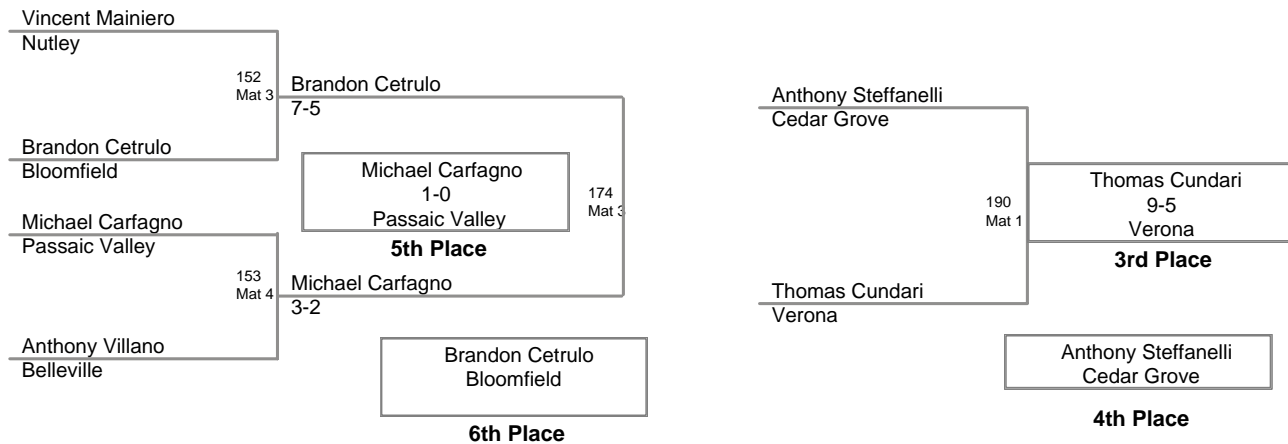 Vincent Mainiero
Nutley
152
Mat 3
Brandon Cetrulo
7-5
Brandon Cetrulo
Bloomfield
Michael Carfagno
1-0
Passaic Valley
5th Place
174
Mat 3
Michael Carfagno
Passaic Valley
153
Mat 4
Michael Carfagno
3-2
Anthony Villano
Belleville
Brandon Cetrulo
Bloomfield
6th Place
Anthony Steffanelli
Cedar Grove
190
Mat 1
Thomas Cundari
9-5
Verona
3rd Place
Thomas Cundari
Verona
Anthony Steffanelli
Cedar Grove
4th Place